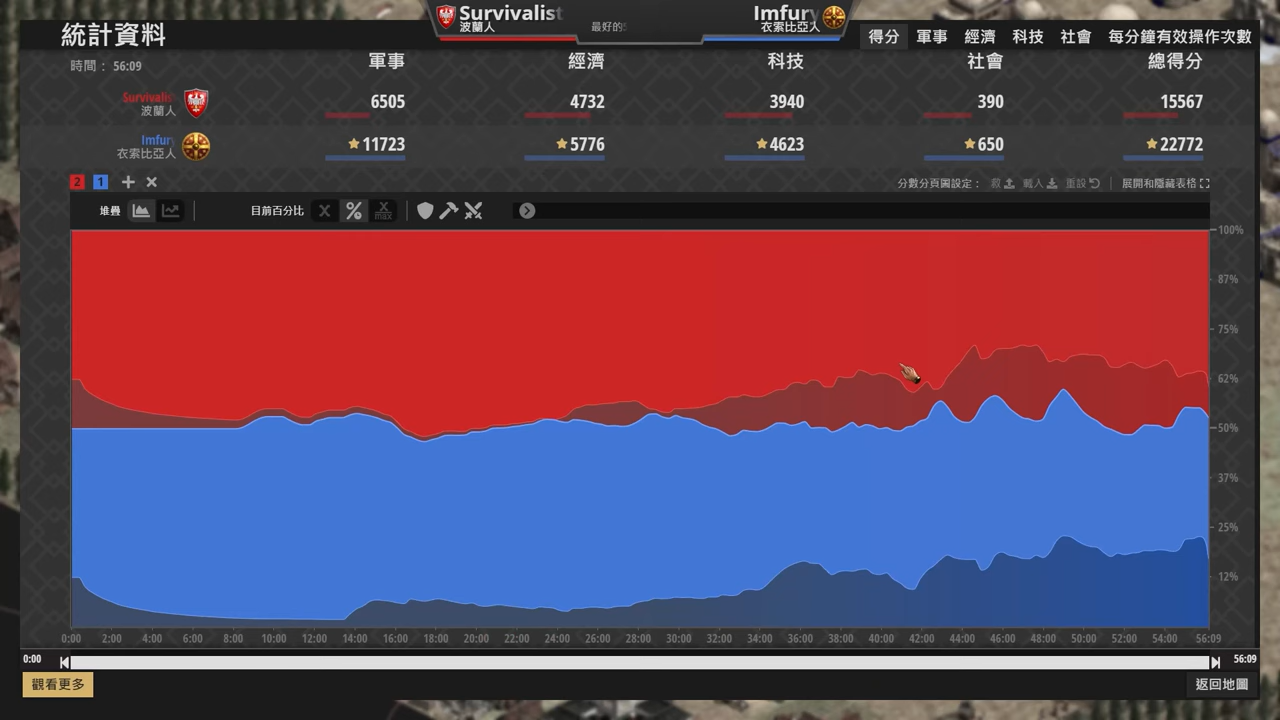 Survivalist
波蘭人
最好的
Imfury
衣索比亞人
統計資料
得分 軍事 經濟 科技 社會 每分鐘有效操作次數
時間： 56:09
軍事 經濟 科技 社會 總得分
Survivalis
波蘭人
6505 4732 3940 390 15567
Imfur
衣索比亞人
11723 5776 4623 650 22772
2 1
分數分頁圖設定： 載入 重設 展開和隱藏表格
堆疊 目前百分比 X % X max
100%
87%
75%
62%
50%
37%
25%
12%
0:00 2:00 4:00 6:00 8:00 10:00 12:00 14:00 16:00 18:00 20:00 22:00 24:00 26:00 28:00 30:00 32:00 34:00 36:00 38:00 40:00 42:00 44:00 46:00 48:00 50:00 52:00 54:00 56:09
0:00 56:09
觀看更多 返回地圖